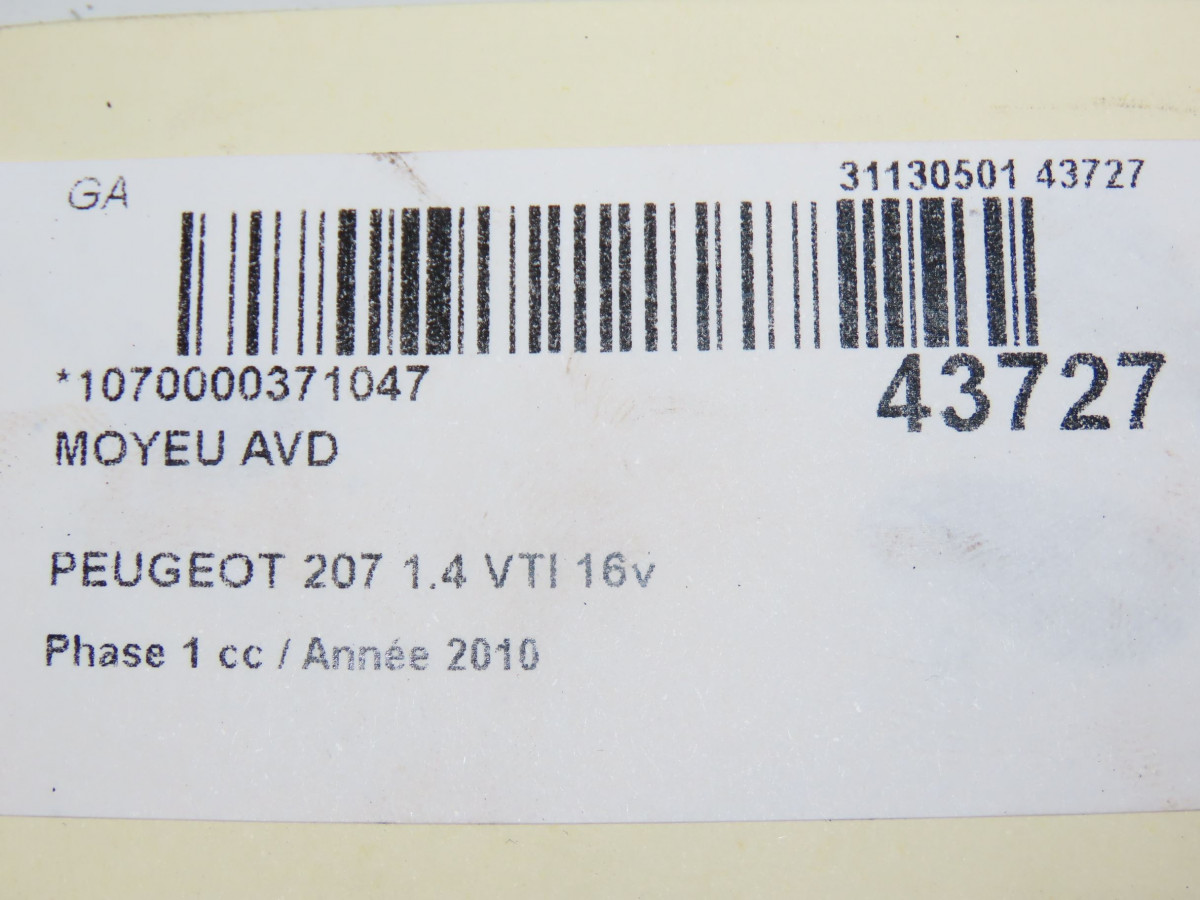 GA
31130501 43727
*1070000371047
43727
MOYEU AVD
PEUGEOT 207 1.4 VTI 16v
Phase 1 cc / Année 2010